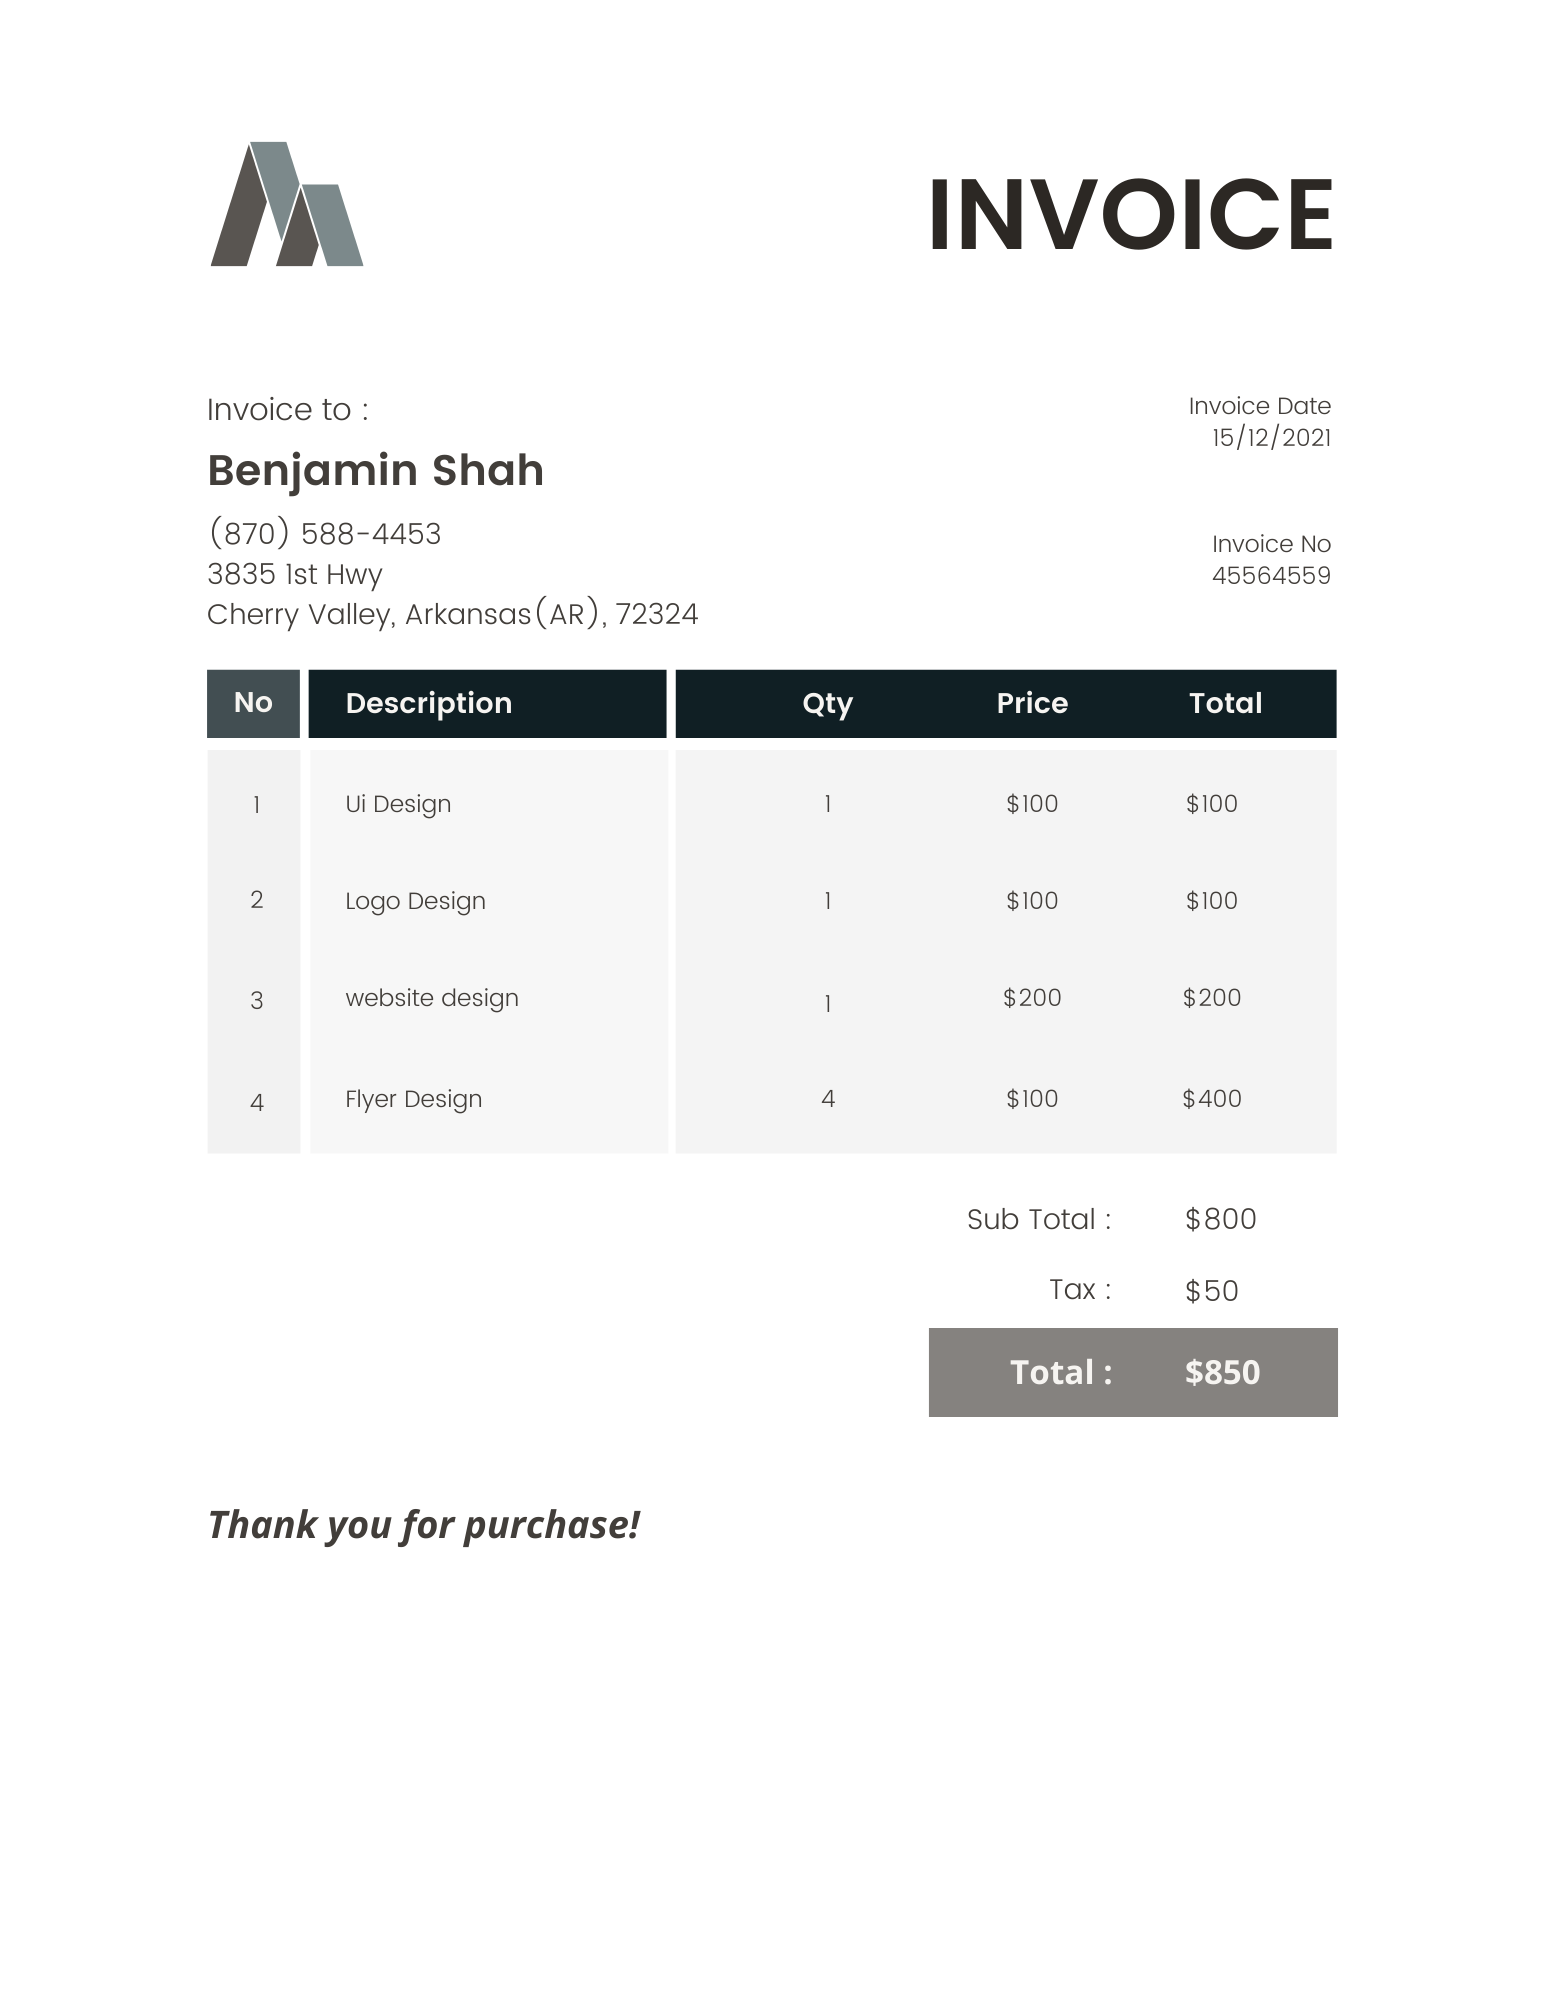 INVOICE
Invoice to :
Benjamin Shah
(870) 588-4453
3835 1st Hwy
Cherry Valley, Arkansas(AR), 72324
Invoice Date
15/12/2021
Invoice No
45564559
No Description Qty Price Total
1 Ui Design 1 $100 $100
2 Logo Design 1 $100 $100
3 website design 1 $200 $200
4 Flyer Design 4 $100 $400
Sub Total : $800
Tax : $50
Total : $850
Thank you for purchase!